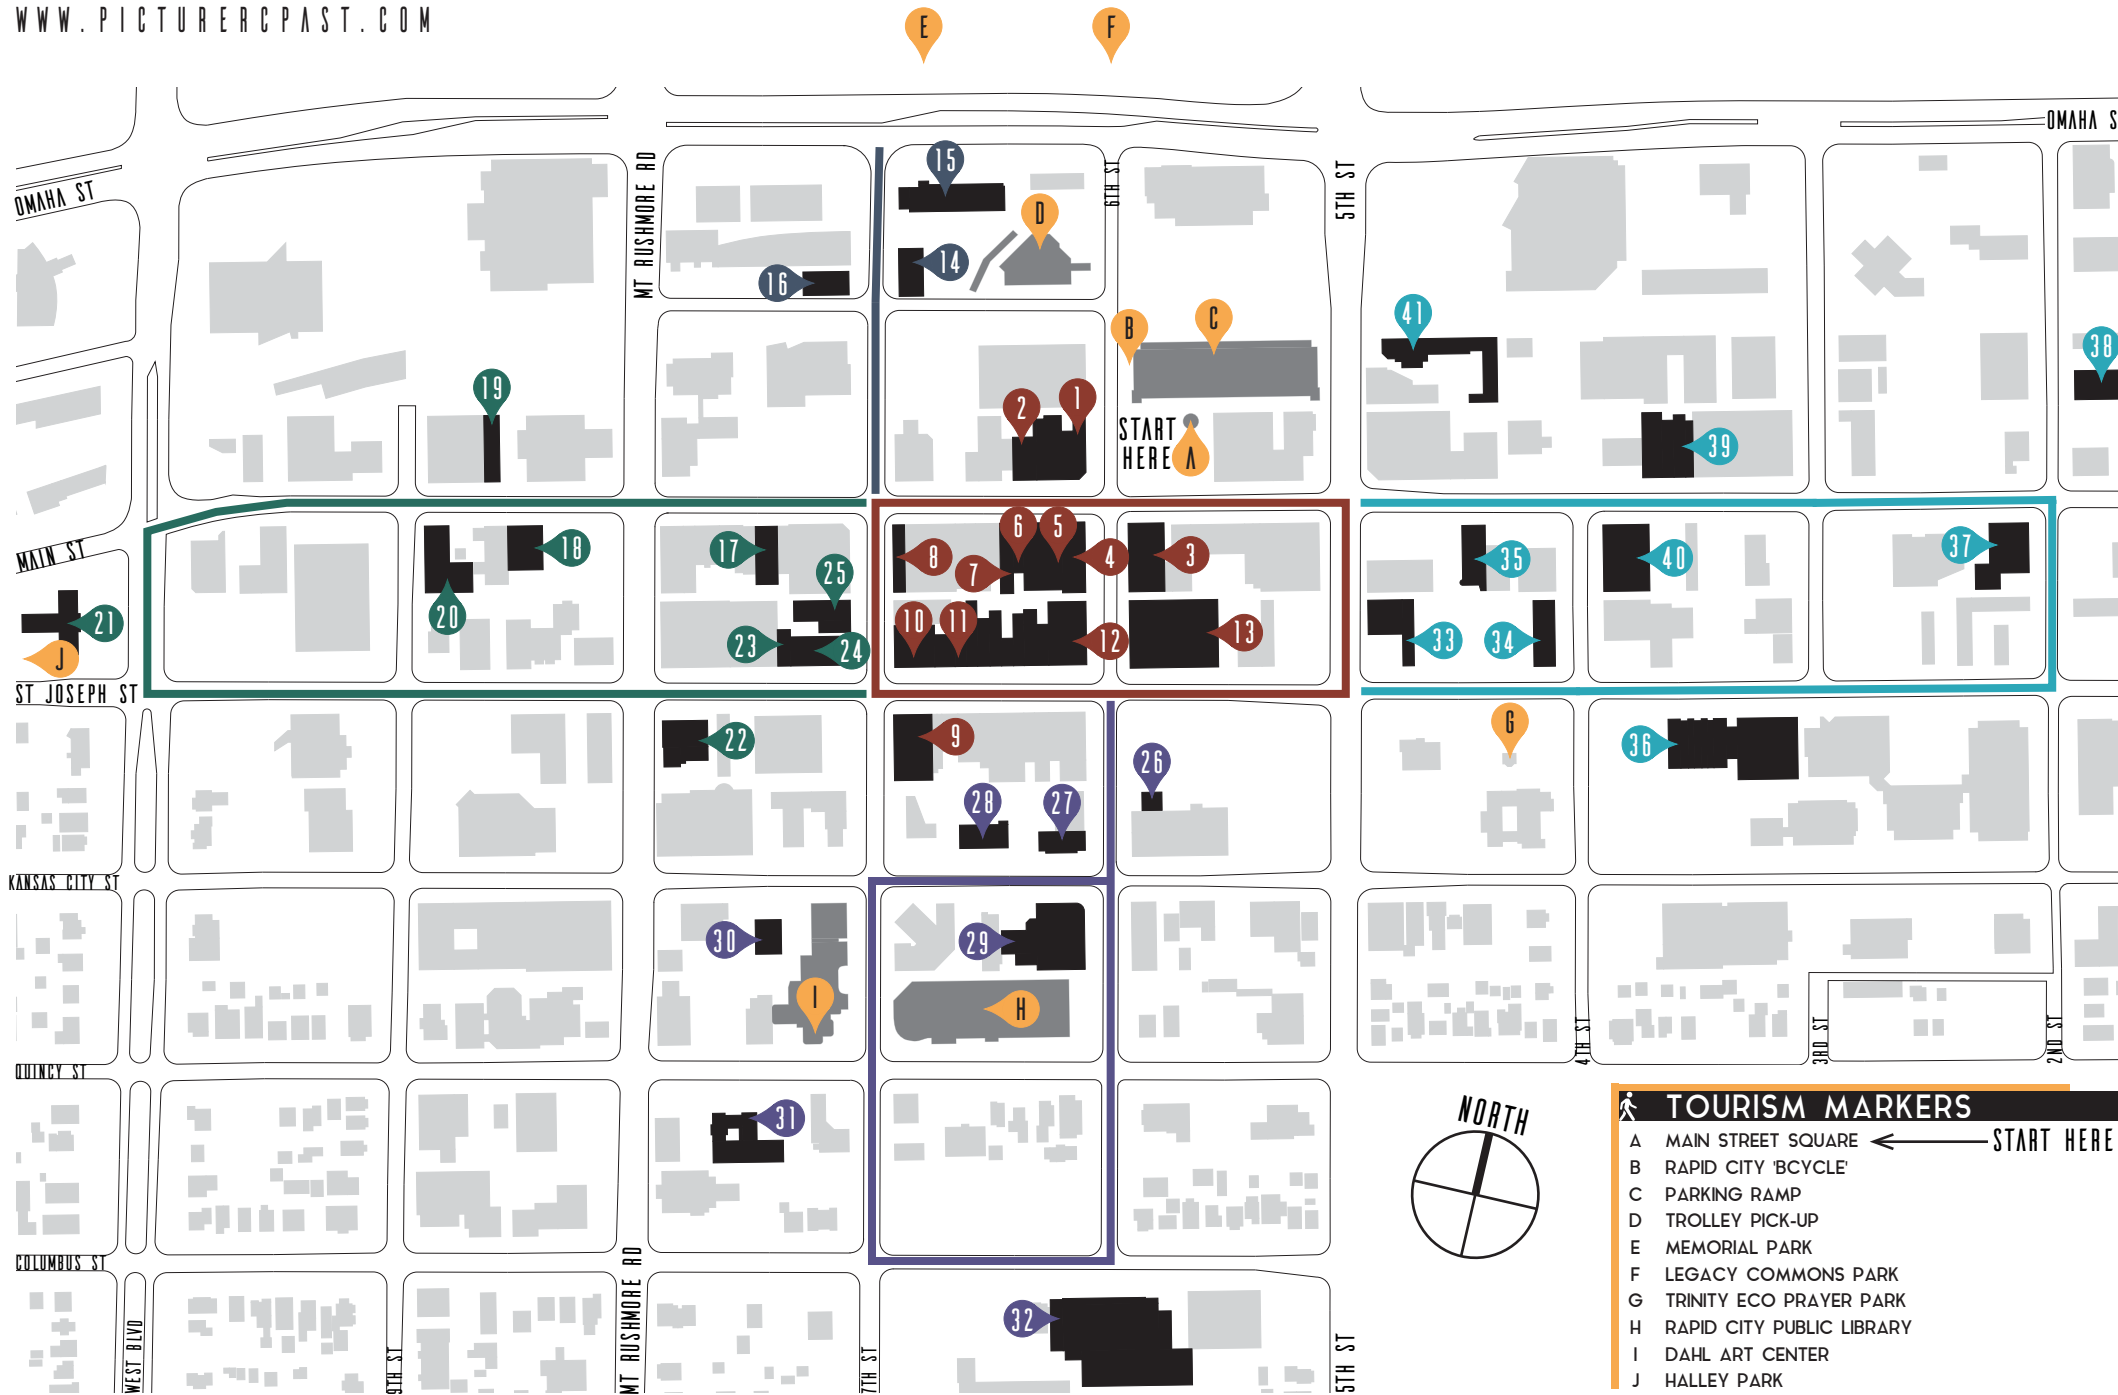 WWW.PICTURERCPAST.COM
E
F
OMAHA S
15
MT RUSHMORE RD
6TH ST
5TH ST
OMAHA ST
D
14
16
41
B
C
38
19
2
1
START
HERE
A
39
MAIN ST
6
5
8
7
4
3
18
17
25
35
40
37
20
21
10
11
12
13
33
34
23
24
J
ST JOSEPH ST
22
9
G
36
26
28
27
KANSAS CITY ST
30
29
I
H
4TH ST
3RD ST
2ND ST
QUINCY ST
31
NORTH
TOURISM MARKERS
A MAIN STREET SQUARE START HERE
B RAPID CITY 'BCYCLE'
C PARKING RAMP
D TROLLEY PICK-UP
E MEMORIAL PARK
F LEGACY COMMONS PARK
G TRINITY ECO PRAYER PARK
H RAPID CITY PUBLIC LIBRARY
I DAHL ART CENTER
J HALLEY PARK
COLUMBUS ST
32
WEST BLVD
9TH ST
MT RUSHMORE RD
7TH ST
5TH ST